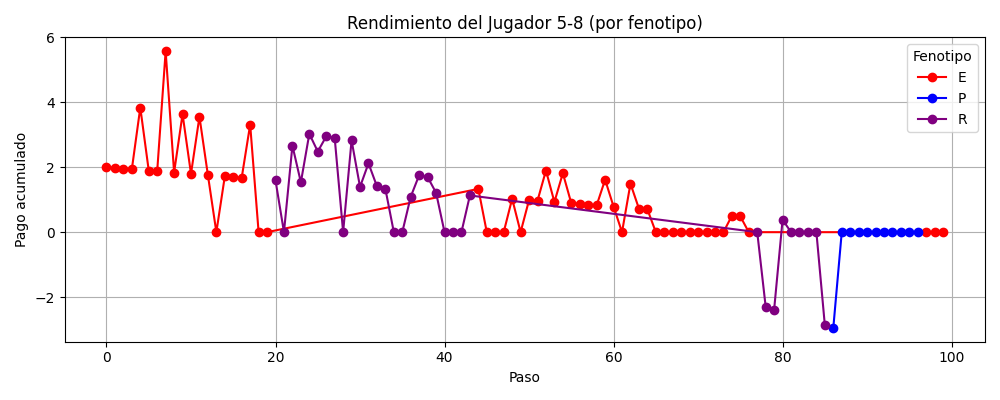 Rendimiento del Jugador 5-8 (por fenotipo)
Pago acumulado
6
4
2
0
−2
0
20
40
60
80
100
Paso
Fenotipo
E
P
R